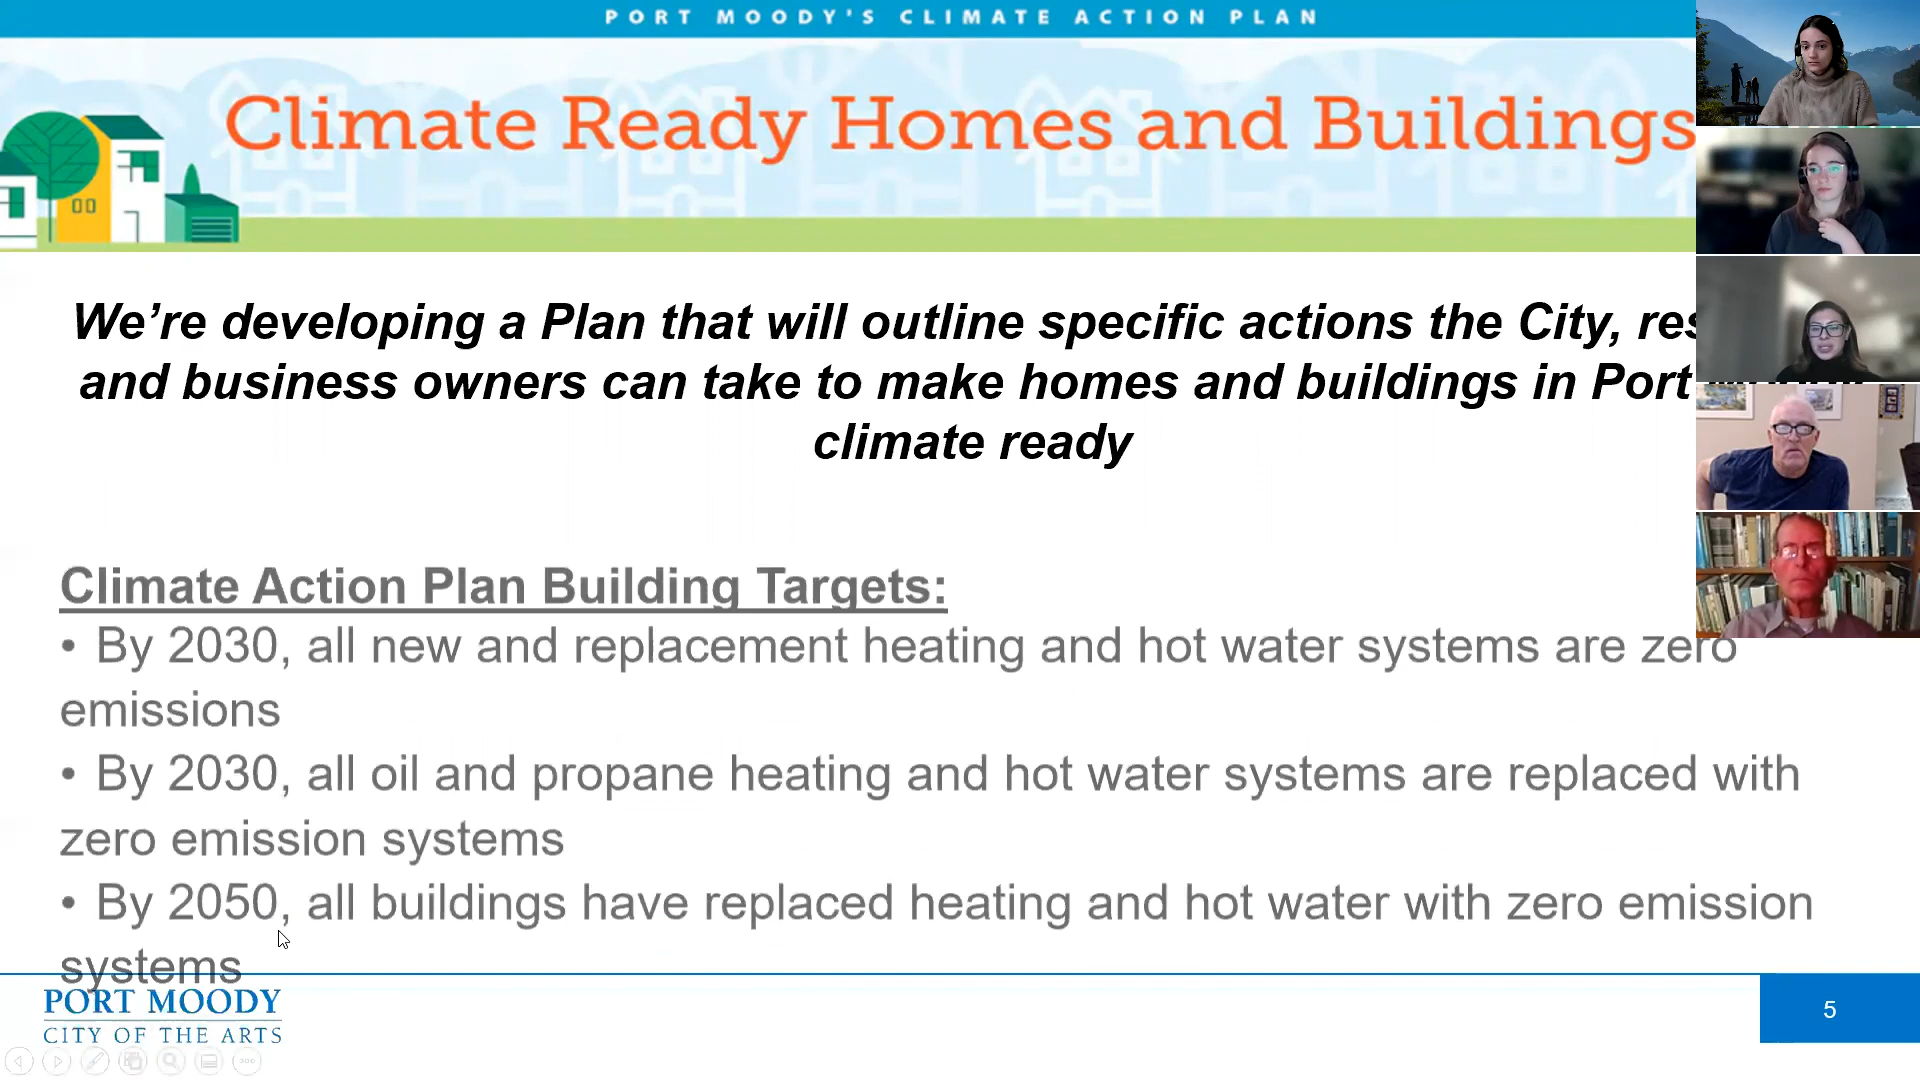 PORT MOODY'S CLIMATE ACTION PLAN
Climate Ready Homes and Buildings
We're developing a Plan that will outline specific actions the City,
and business owners can take to make homes and buildings in Port
climate ready
Climate Action Plan Building Targets:
• By 2030, all new and replacement heating and hot water systems are zero
emissions
• By 2030, all oil and propane heating and hot water systems are replaced with
zero emission systems
• By 2050, all buildings have replaced heating and hot water with zero emission
systems
PORT MOODY
CITY OF THE ARTS
5